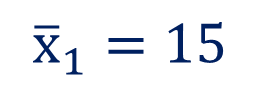 x̄₁ = 15